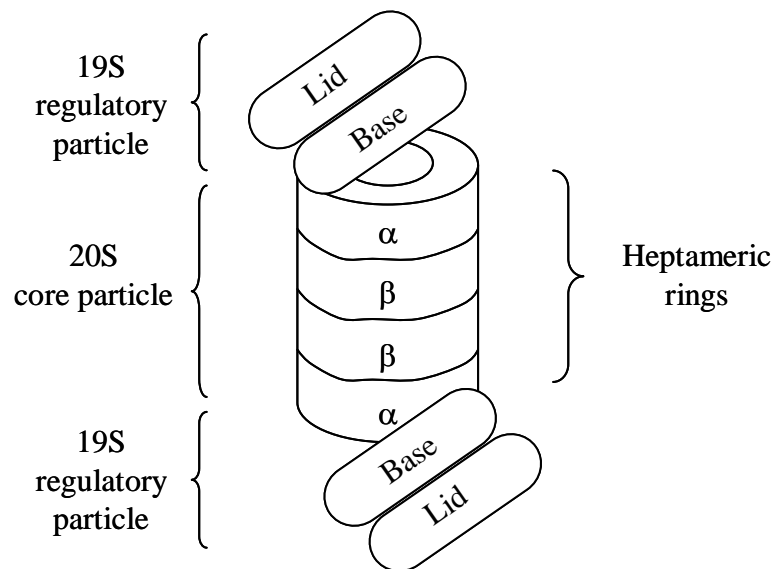 19S
regulatory
particle
Lid
Base
20S
core particle
α
β
β
α
Heptameric
rings
19S
regulatory
particle
Base
Lid